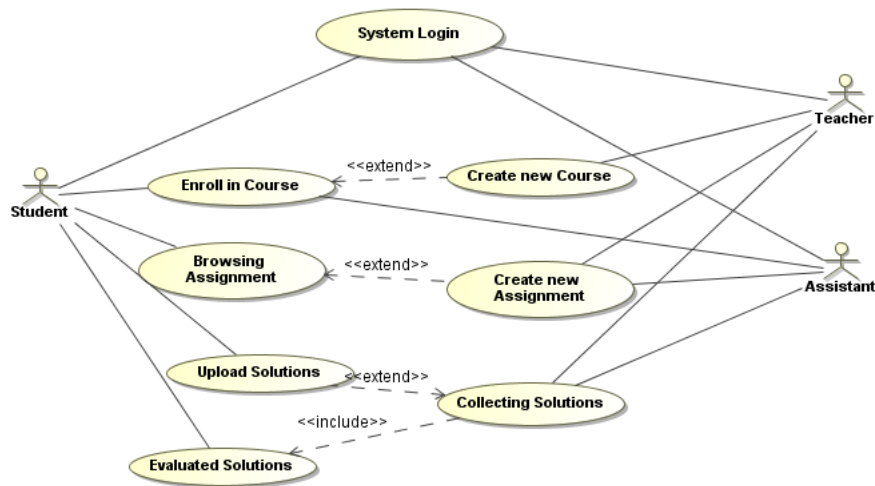 System Login
Teacher
<<extend>>
Enroll in Course
Create new Course
Student
Browsing
Assignment
<<extend>>
Create new
Assignment
Assistant
Upload Solutions
<<extend>>
Collecting Solutions
<<include>>
Evaluated Solutions